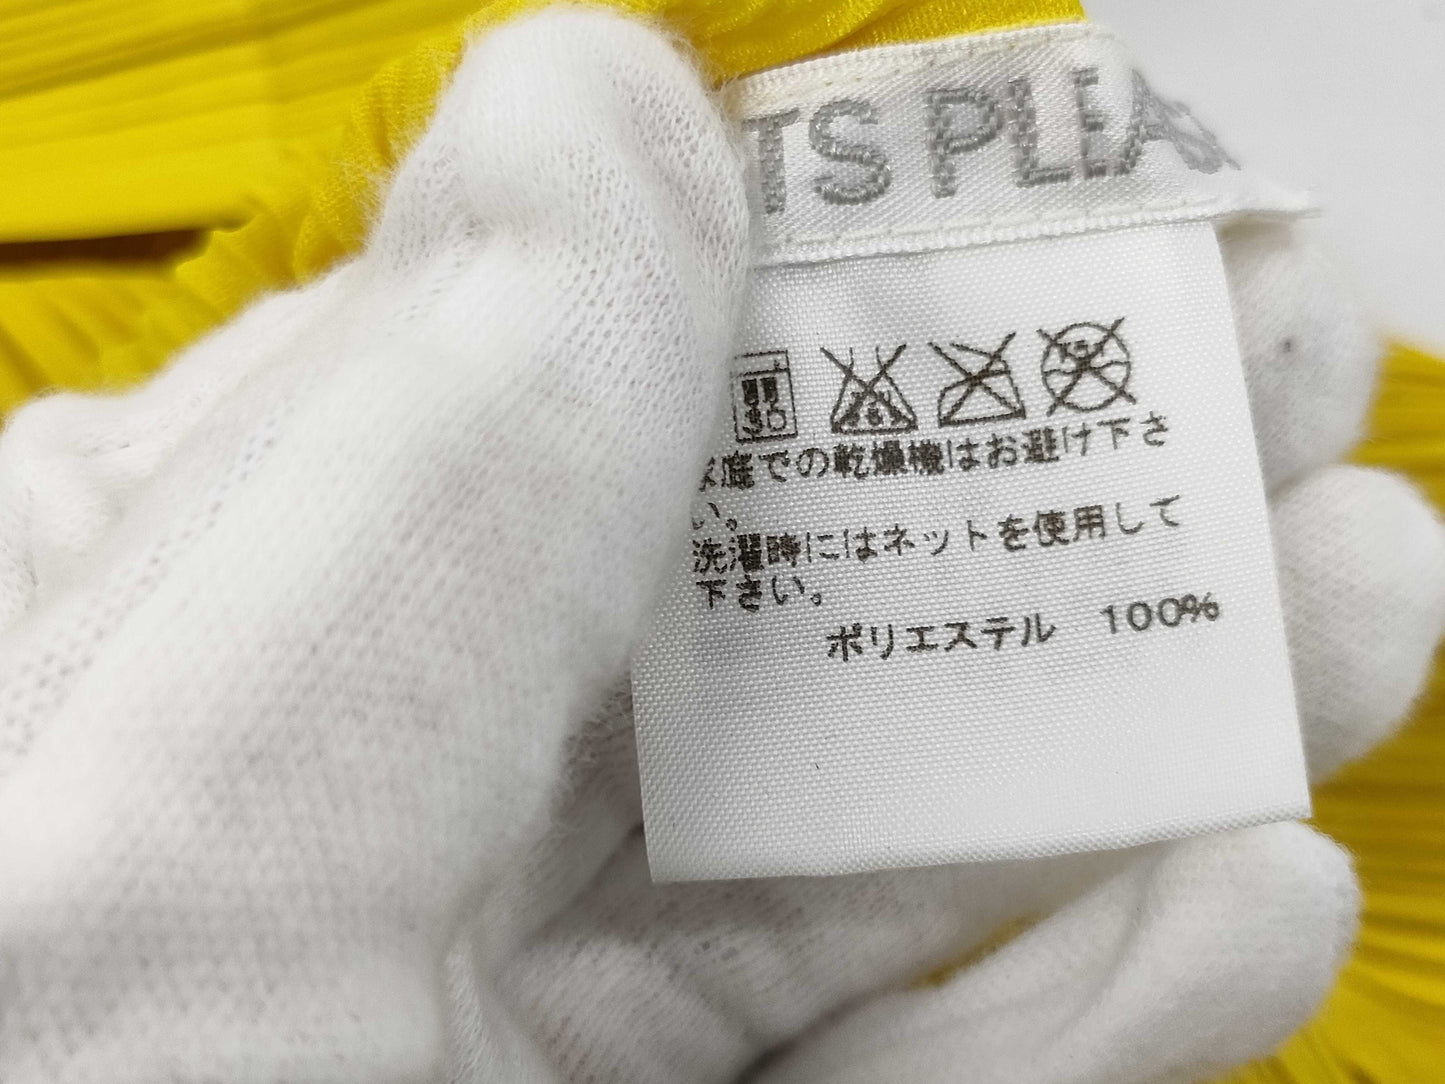 TS PLEAS
家庭での乾燥機はお避け下さ
い。
洗濯時にはネットを使用して
下さい。
ポリエステル 100%